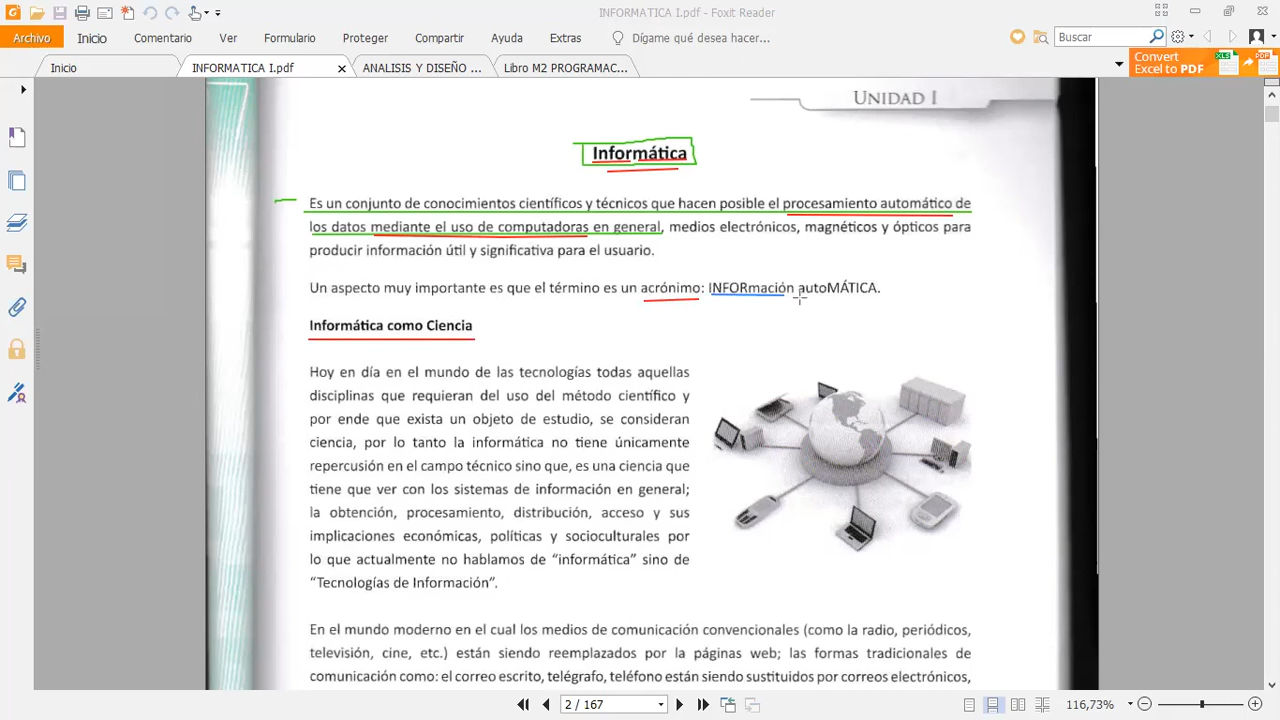 INFORMATICA I.pdf - Foxit Reader
Archivo Inicio Comentario Ver Formulario Proteger Compartir Ayuda Extras Dígame qué desea hacer... Buscar
Inicio INFORMATICA I.pdf ANALISIS Y DISEÑO ... Libro M2 PROGRAMAC...
Convert
Excel to PDF
XLS
PDF
UNIDAD I
Informática
Es un conjunto de conocimientos científicos y técnicos que hacen posible el procesamiento automático de
los datos mediante el uso de computadoras en general, medios electrónicos, magnéticos y ópticos para
producir información útil y significativa para el usuario.
Un aspecto muy importante es que el término es un acrónimo: INFORmación autoMÁTICA.
Informática como Ciencia
Hoy en día en el mundo de las tecnologías todas aquellas
disciplinas que requieran del uso del método científico y
por ende que exista un objeto de estudio, se consideran
ciencia, por lo tanto la informática no tiene únicamente
repercusión en el campo técnico sino que, es una ciencia que
tiene que ver con los sistemas de información en general;
la obtención, procesamiento, distribución, acceso y sus
implicaciones económicas, políticas y socioculturales por
lo que actualmente no hablamos de “informática” sino de
“Tecnologías de Información”.
En el mundo moderno en el cual los medios de comunicación convencionales (como la radio, periódicos,
televisión, cine, etc.) están siendo reemplazados por la páginas web; las formas tradicionales de
comunicación como: el correo escrito, telégrafo, teléfono están siendo sustituidos por correos electrónicos,
2 / 167
116,73%